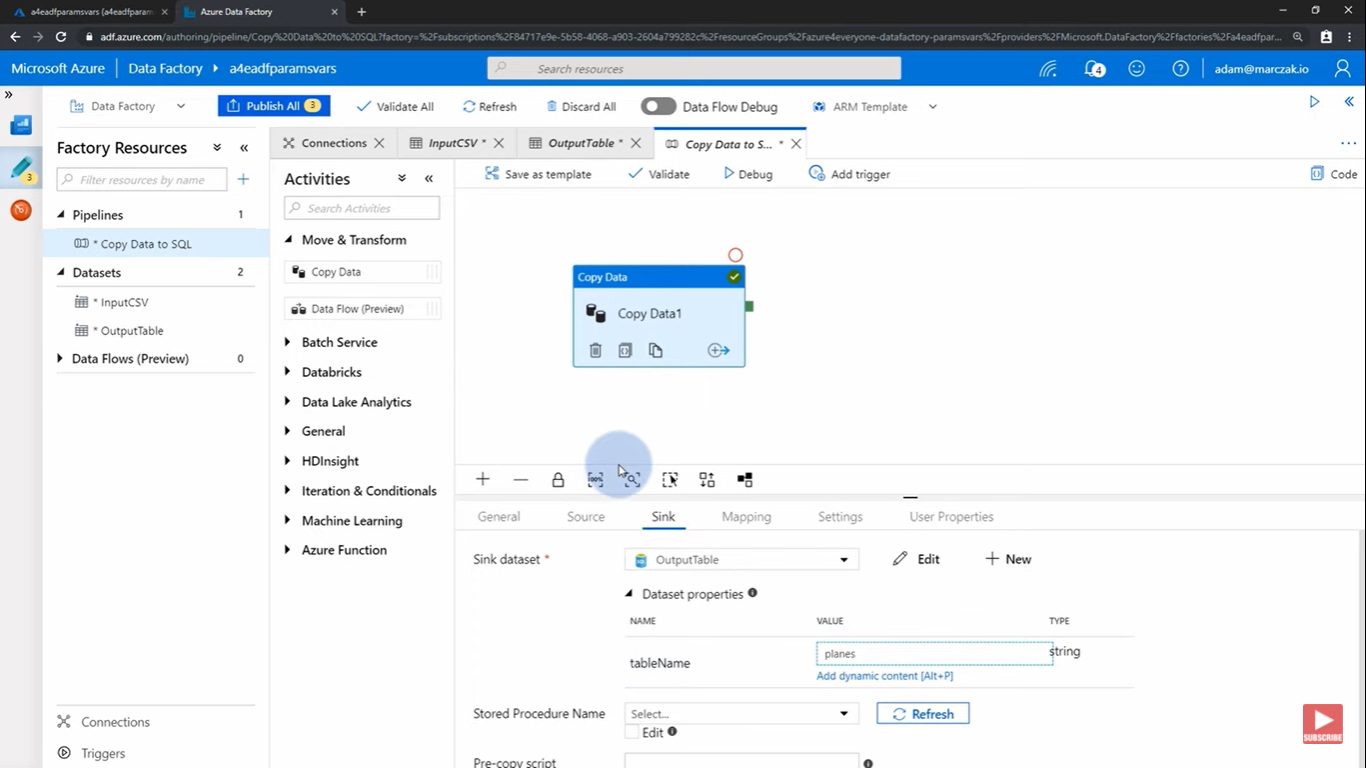 a4eadfparamsvars (a4eadfparam
Azure Data Factory
adf.azure.com/authoring/pipeline/Copy%20Data%20to%20SQL?factory=%2Fsubscriptions%2F84717e9e-5b58-4068-a903-2604a799282c%2FresourceGroups%2Fazure4everyone-datafactory-paramsvars%2Fproviders%2FMicrosoft.DataFactory%2Ffactories%2Fa4eadfpar...
Microsoft Azure
Data Factory
a4eadfparamsvars
Search resources
4
adam@marczak.io
Data Factory
Publish All 3
Validate All
Refresh
Discard All
Data Flow Debug
ARM Template
3
Factory Resources
Filter resources by name
Pipelines 1
* Copy Data to SQL
Datasets 2
* InputCSV
* OutputTable
Data Flows (Preview) 0
Connections
Triggers
Connections
InputCSV *
OutputTable *
Copy Data to S... *
Activities
Search Activities
Move & Transform
Copy Data
Data Flow (Preview)
Batch Service
Databricks
Data Lake Analytics
General
HDInsight
Iteration & Conditionals
Machine Learning
Azure Function
Save as template
Validate
Debug
Add trigger
Code
Copy Data
Copy Data1
100%
General
Source
Sink
Mapping
Settings
User Properties
Sink dataset *
OutputTable
Edit
New
Dataset properties
NAME VALUE TYPE
tableName planes string
Add dynamic content [Alt+P]
Stored Procedure Name
Select...
Refresh
Edit
Pre-copy script
SUBSCRIBE